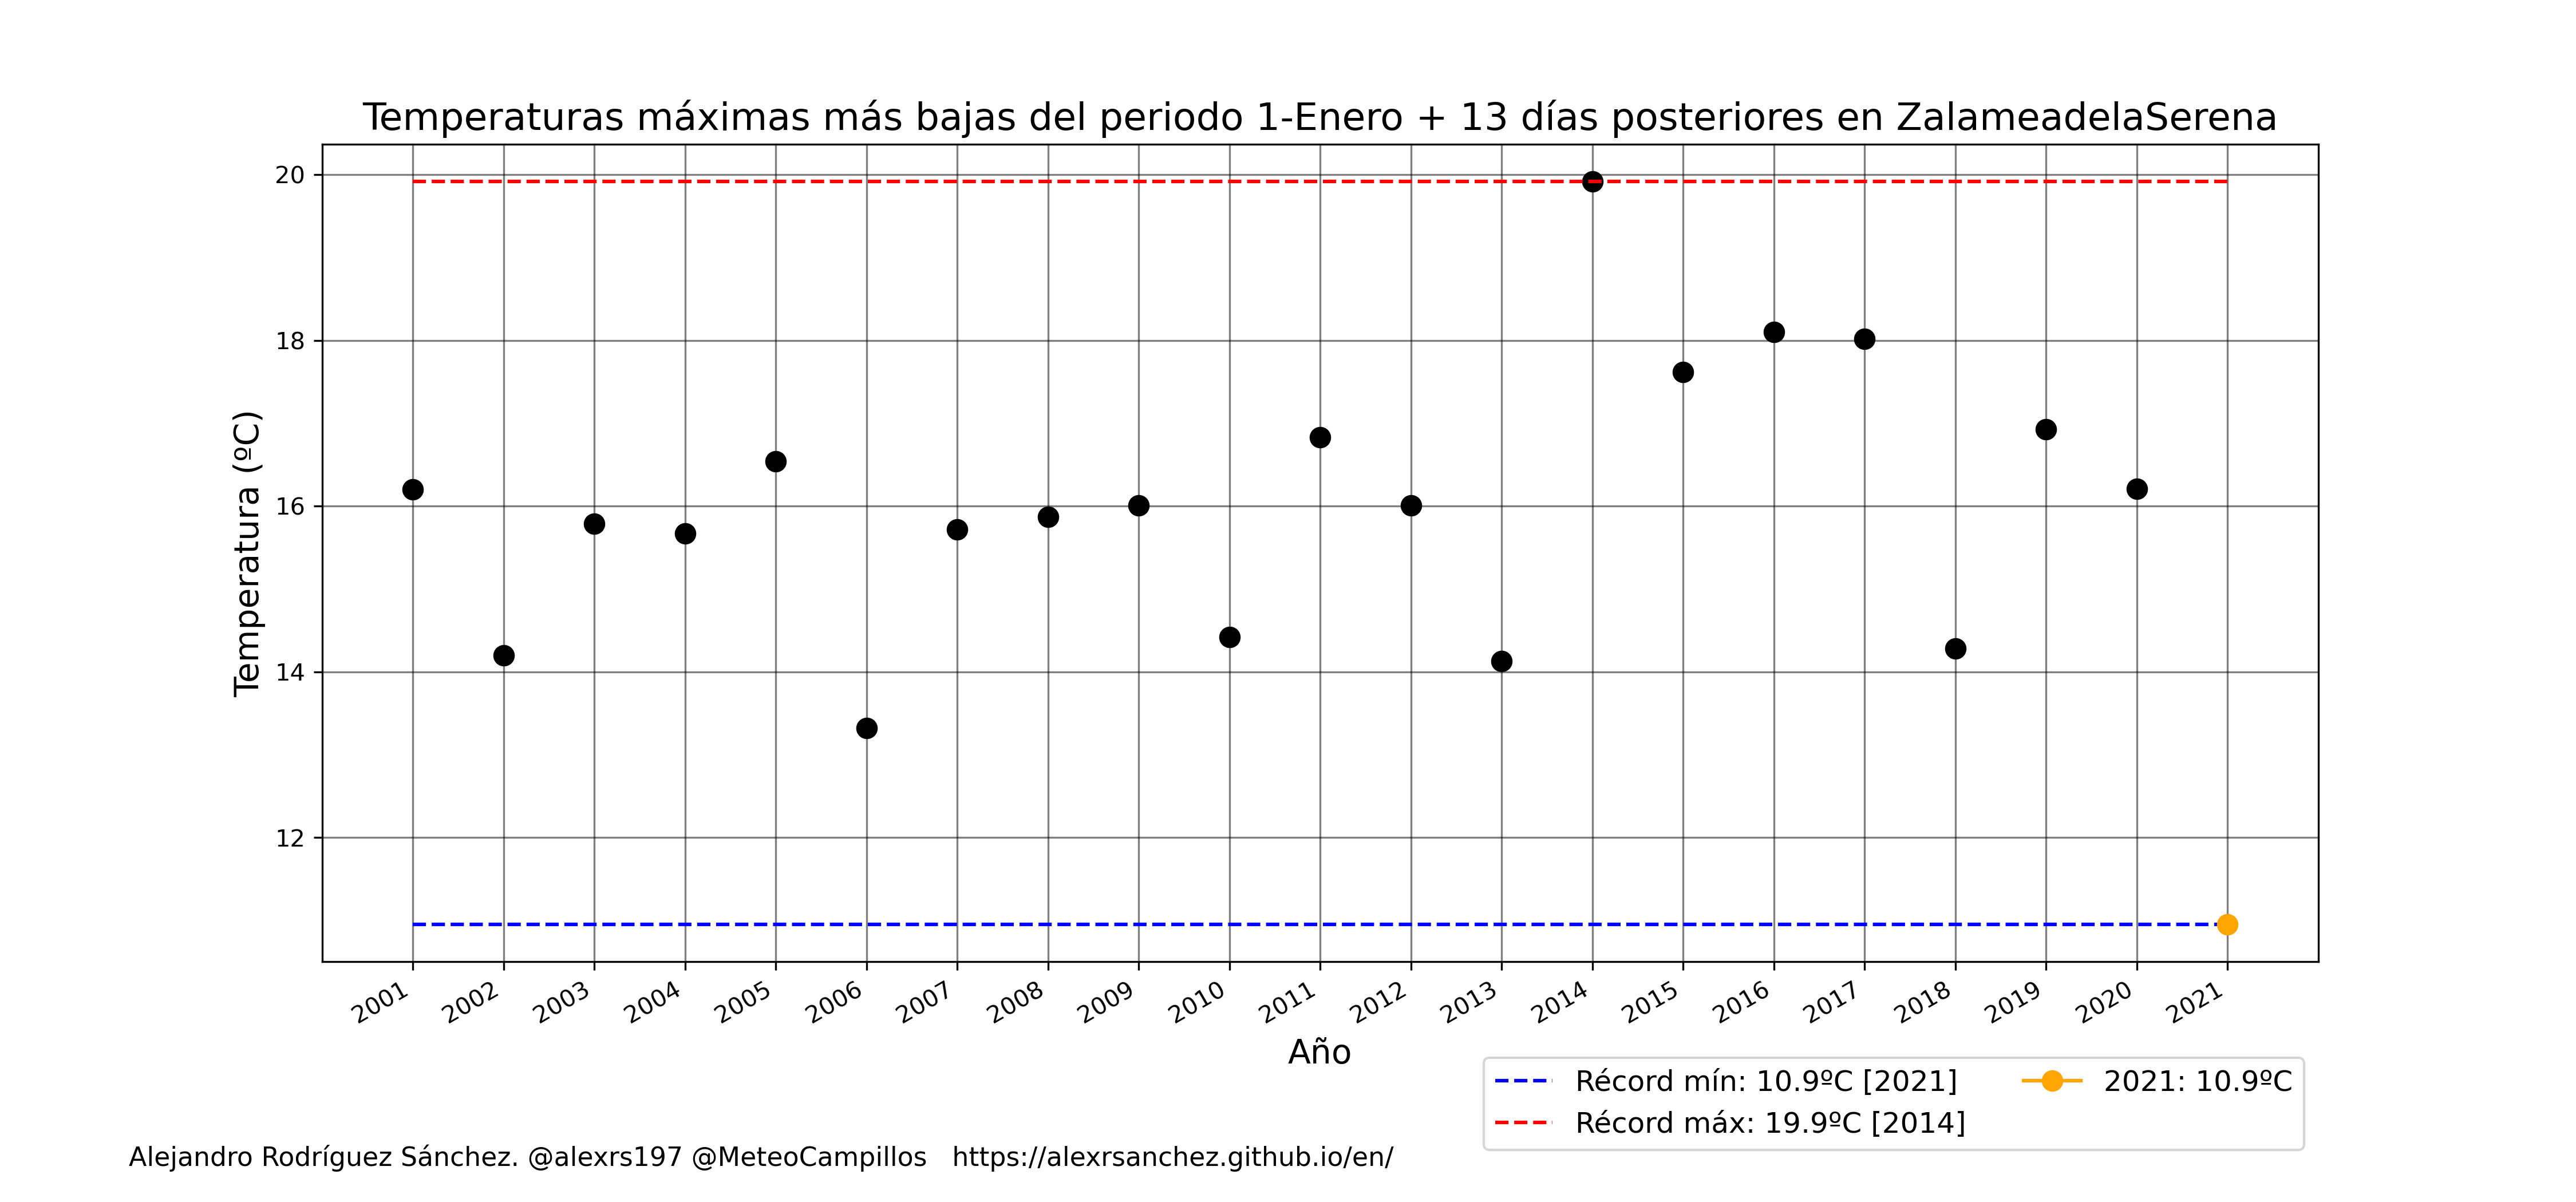 Temperaturas máximas más bajas del periodo 1-Enero + 13 días posteriores en ZalameadelaSerena
Temperatura (ºC)
20
18
16
14
12
2001 2002 2003 2004 2005 2006 2007 2008 2009 2010 2011 2012 2013 2014 2015 2016 2017 2018 2019 2020 2021
Año
Récord mín: 10.9ºC [2021]
Récord máx: 19.9ºC [2014]
2021: 10.9ºC
Alejandro Rodríguez Sánchez. @alexrs197 @MeteoCampillos https://alexrsanchez.github.io/en/